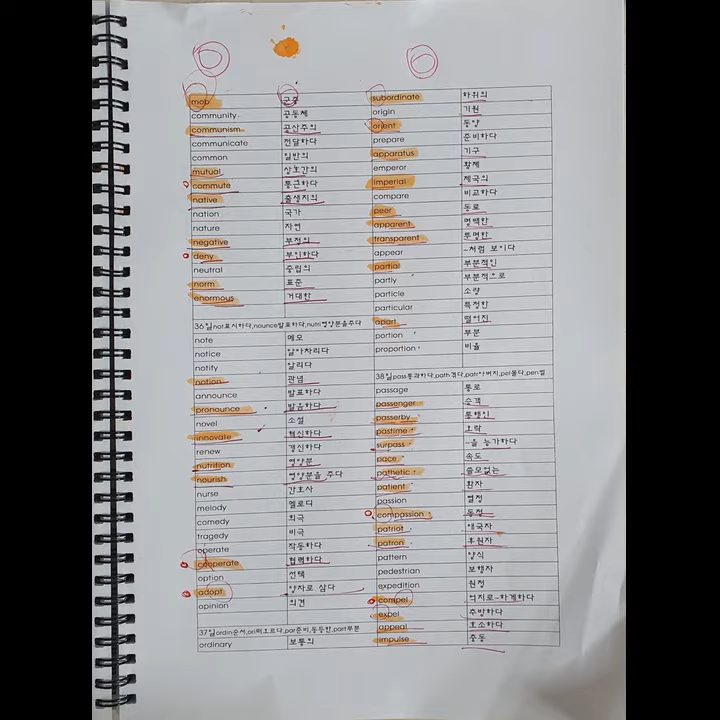 mob 군중
community 공동체
communism 공산주의
communicate 전달하다
common 일반의
mutual 상호간의
commute 통근하다
native 출생지의
nation 국가
nature 자연
negative 부정의
deny 부인하다
neutral 중립의
norm 표준
enormous 거대한
36일not표시하다,nounce발표하다,nutri영양분을주다
note 메모
notice 알아차리다
notify 알리다
notion 관념
announce 발표하다
pronounce 발음하다
novel 소설
innovate 혁신하다
renew 갱신하다
nutrition 영양분
nourish 영양분을 주다
nurse 간호사
melody 멜로디
comedy 희극
tragedy 비극
operate 작동하다
cooperate 협력하다
option 선택
adopt 양자로 삼다
opinion 의견
37일ordin순서,ori떠오르다,par준비,동등한,part부분
ordinary 보통의
subordinate 하위의
origin 기원
orient 동양
prepare 준비하다
apparatus 기구
emperor 황제
imperial 제국의
compare 비교하다
peer 동료
apparent 명백한
transparent 투명한
appear ~처럼 보이다
partial 부분적인
partly 부분적으로
particle 소량
particular 특정한
apart 떨어진
portion 부분
proportion 비율
38일pass통과하다,path겪다,patr아버지,pel몰다,pen벌
passage 통로
passenger 승객
passerby 통행인
pastime 오락
surpass ~을 능가하다
pace 속도
pathetic 쓸모없는
patient 환자
passion 열정
compassion 동정
patriot 애국자
patron 후원자
pattern 양식
pedestrian 보행자
expedition 원정
compel 억지로~하게하다
expel 추방하다
appeal 호소하다
impulse 충동